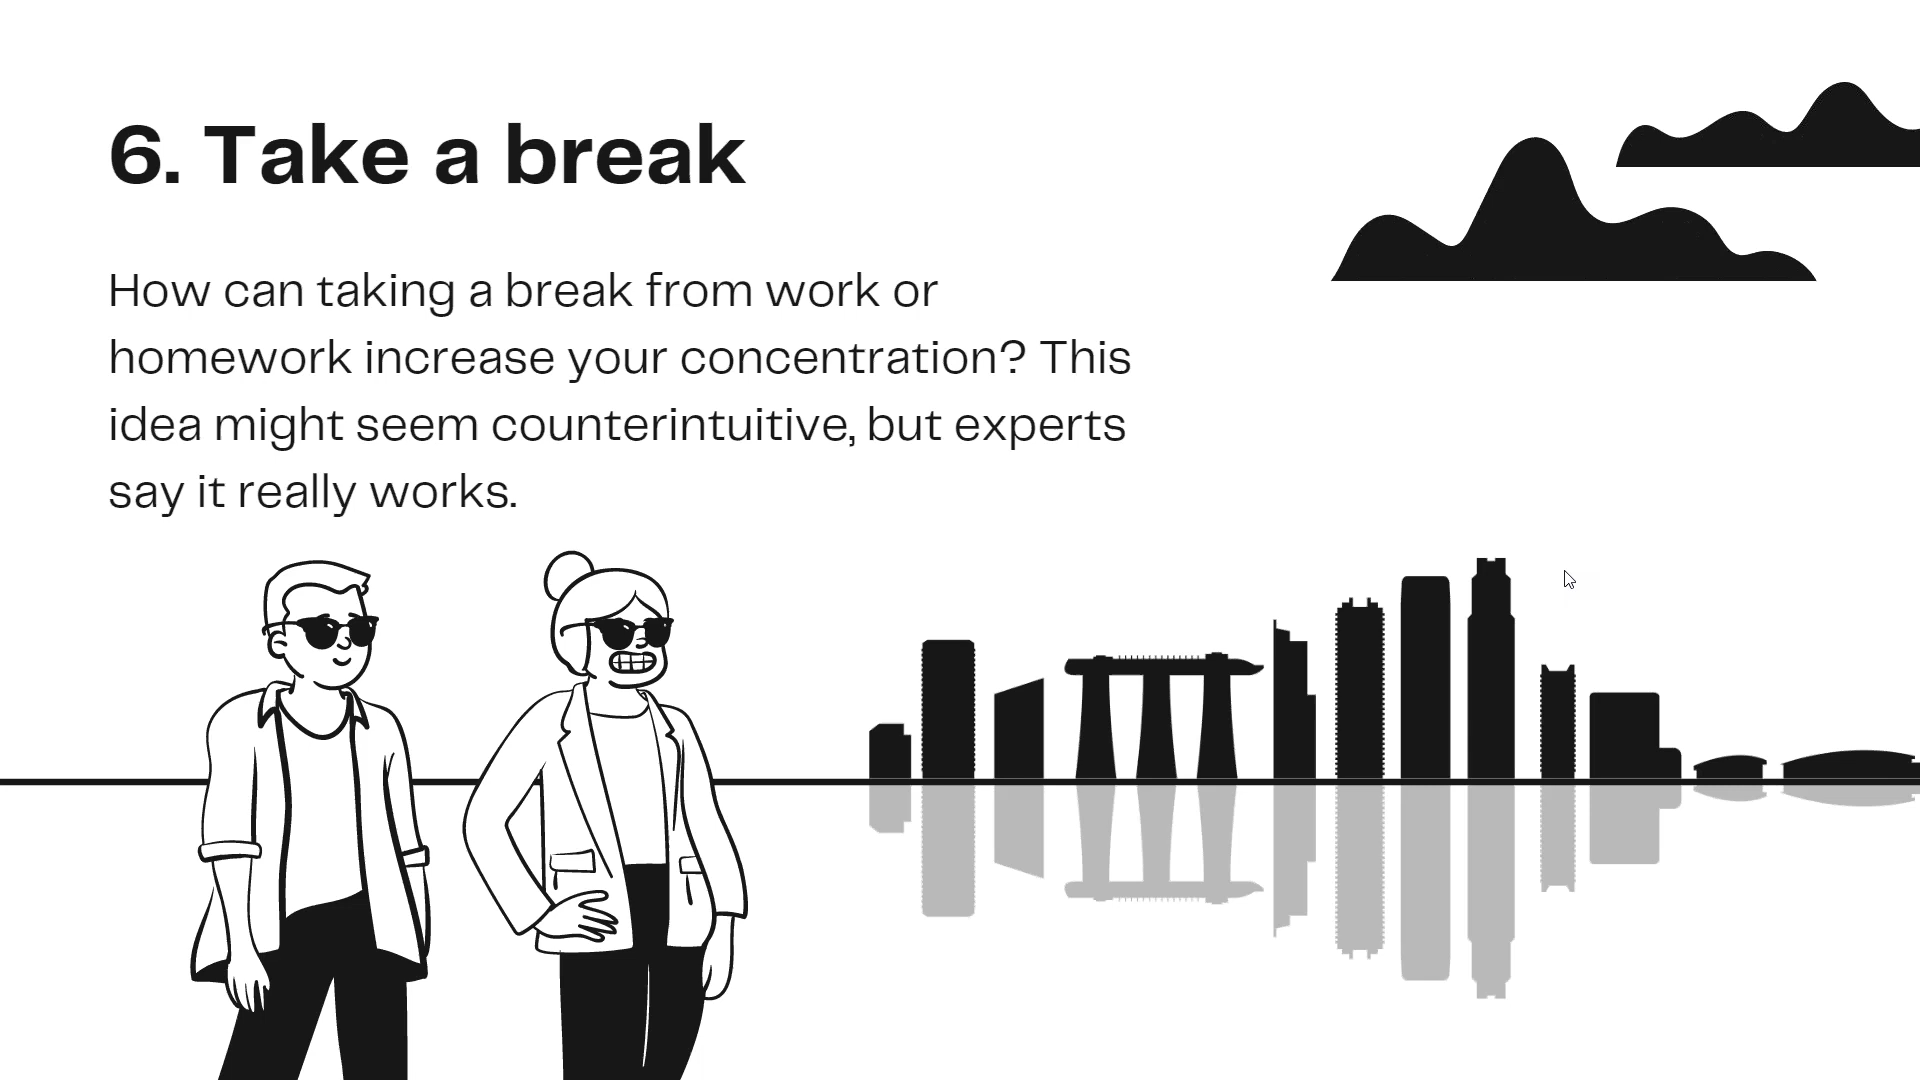 6. Take a break
How can taking a break from work or
homework increase your concentration? This
idea might seem counterintuitive, but experts
say it really works.